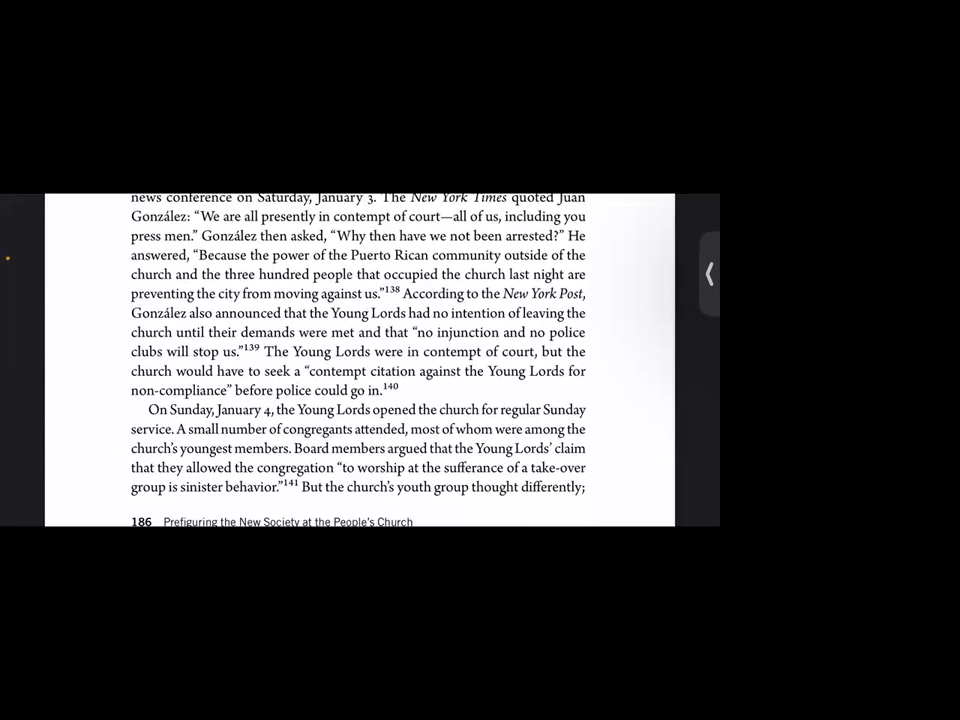 news conference on Saturday, January 3. The New York Times quoted Juan
González: “We are all presently in contempt of court—all of us, including you
press men.” González then asked, “Why then have we not been arrested?” He
answered, “Because the power of the Puerto Rican community outside of the
church and the three hundred people that occupied the church last night are
preventing the city from moving against us.”138 According to the New York Post,
González also announced that the Young Lords had no intention of leaving the
church until their demands were met and that “no injunction and no police
clubs will stop us.”139 The Young Lords were in contempt of court, but the
church would have to seek a “contempt citation against the Young Lords for
non-compliance” before police could go in.140
On Sunday, January 4, the Young Lords opened the church for regular Sunday
service. A small number of congregants attended, most of whom were among the
church’s youngest members. Board members argued that the Young Lords’ claim
that they allowed the congregation “to worship at the sufferance of a take-over
group is sinister behavior.”141 But the church’s youth group thought differently;
186 Prefiguring the New Society at the People’s Church